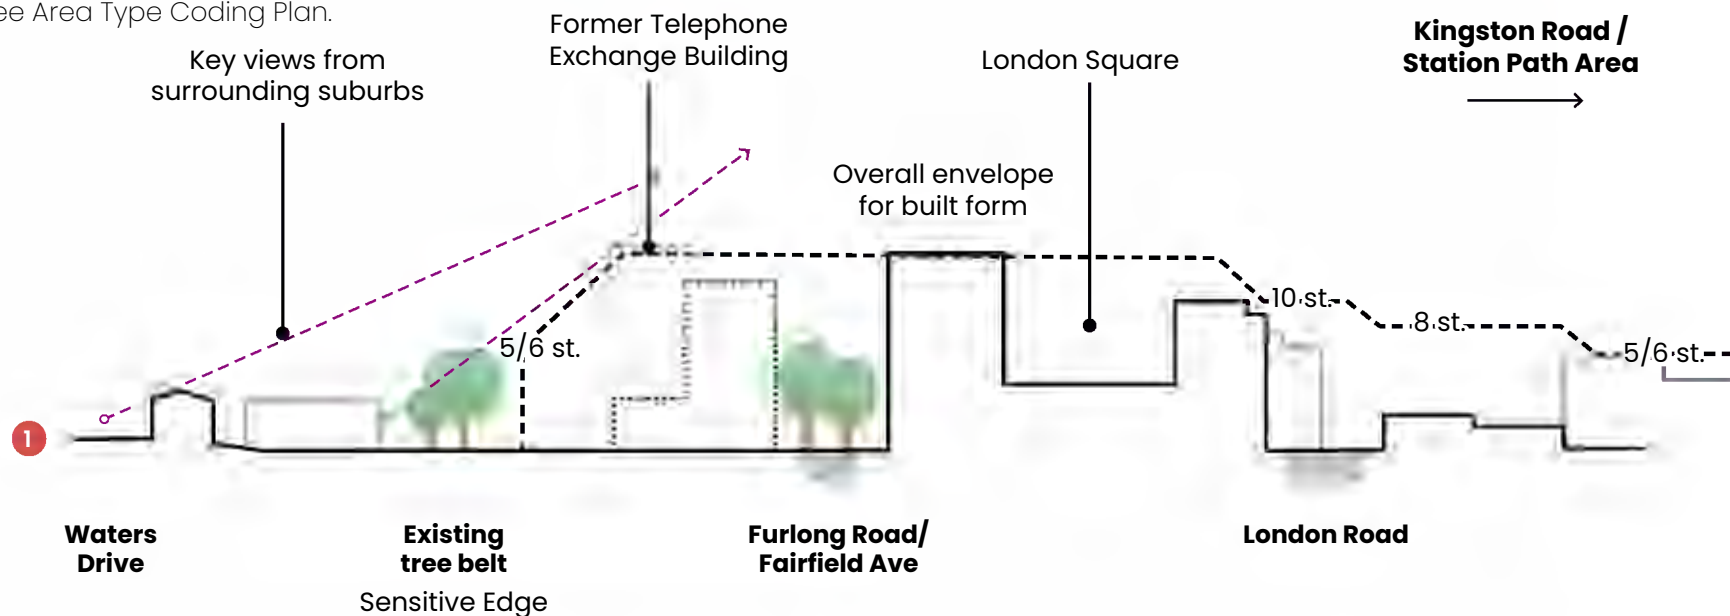 ee Area Type Coding Plan.
Key views from
surrounding suburbs
Former Telephone
Exchange Building
London Square
Kingston Road /
Station Path Area
Overall envelope
for built form
5/6 st.
10 st.
8 st.
5/6 st.
1
Waters
Drive
Existing
tree belt
Sensitive Edge
Furlong Road/
Fairfield Ave
London Road